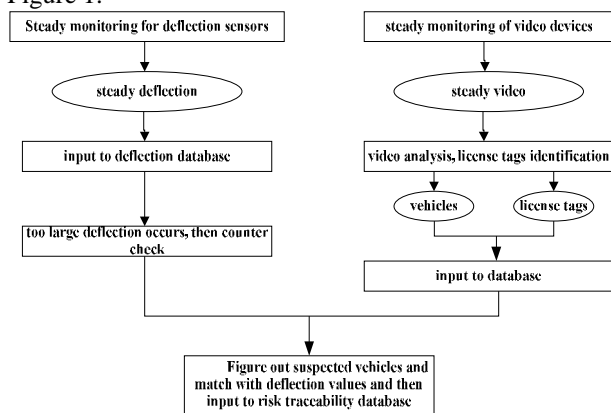 Figure 1.
Steady monitoring for deflection sensors
steady deflection
input to deflection database
too large deflection occurs, then counter
check
steady monitoring of video devices
steady video
video analysis, license tags identification
vehicles
license tags
input to database
Figure out suspected vehicles and
match with deflection values and then
input to risk traceability database